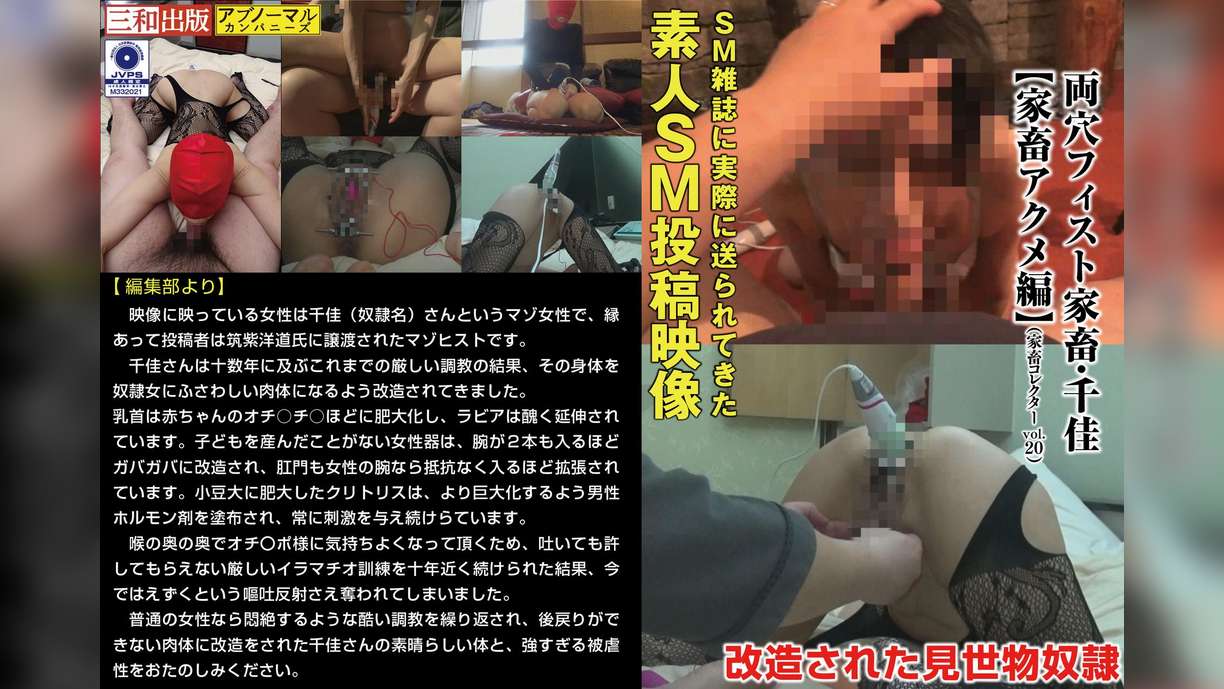 三和出版
アブノーマル
カンパニーズ
JVPS
M332021
【編集部より】
映像に映っている女性は千佳（奴隷名）さんというマゾ女性で、縁
あって投稿者は筑紫洋道氏に譲渡されたマゾヒストです。
千佳さんは十数年に及ぶこれまでの厳しい調教の結果、その身体を
奴隷女にふさわしい肉体になるよう改造されてきました。
乳首は赤ちゃんのオチ○チ○ほどに肥大化し、ラビアは醜く延伸され
ています。子どもを産んだことがない女性器は、腕が２本も入るほど
ガバガバに改造され、肛門も女性の腕なら抵抗なく入るほど拡張され
ています。小豆大に肥大したクリトリスは、より巨大化するよう男性
ホルモン剤を塗布され、常に刺激を与え続けらています。
喉の奥の奥でオチ〇ポ様に気持ちよくなって頂くため、吐いても許
してもらえない厳しいイラマチオ訓練を十年近く続けられた結果、今
ではえずくという嘔吐反射さえ奪われてしまいました。
普通の女性なら悶絶するような酷い調教を繰り返され、後戻りが
できない肉体に改造をされた千佳さんの素晴らしい体と、強すぎる被虐
性をおたのしみください。
SM雑誌に実際に送られてきた
素人SM投稿映像
両穴フィスト家畜・千佳
【家畜アクメ編】
（家畜コレクター vol.20）
改造された見世物奴隷